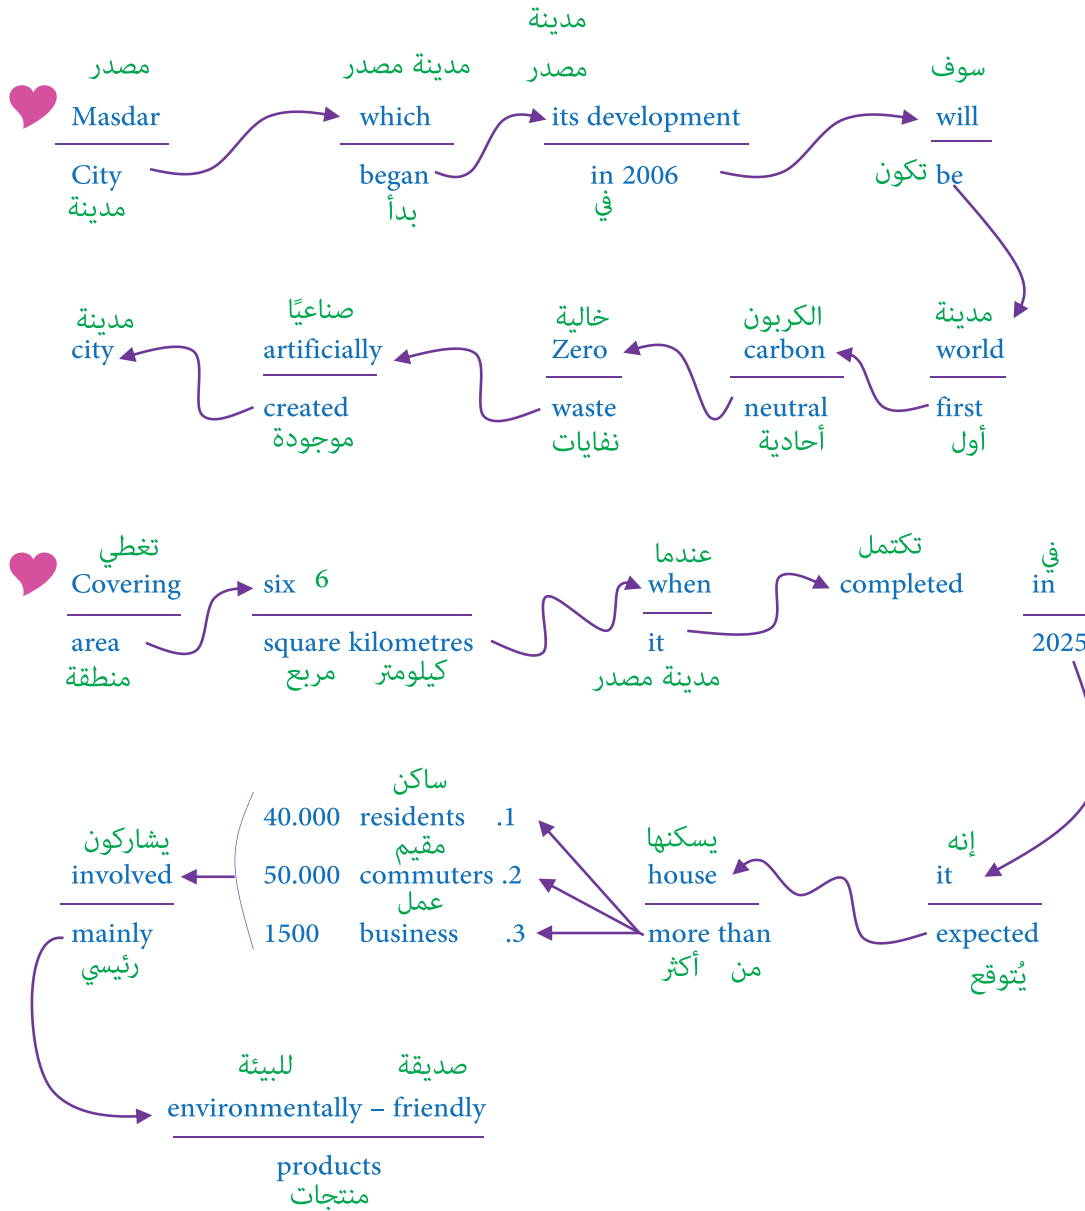 مدينة
مصدر مدينة مصدر مصدر سوف
Masdar which its development will
City began in 2006 تكون be
مدينة بدأ في
مدينة صناعيًا خالية الكربون مدينة
city artificially Zero carbon world
created waste neutral first
موجودة نفايات أحادية أول
تغطي عندما تكتمل في
Covering six 6 when completed in
area square kilometres it 2025
منطقة مربع كيلومتر مدينة مصدر
ساكن
40.000 residents .1
يشاركون مقيم يسكنها إنه
involved 50.000 commuters .2 house it
عمل
mainly 1500 business .3 more than expected
رئيسي أكثر من يُتوقع
للبيئة صديقة
environmentally – friendly
products
منتجات